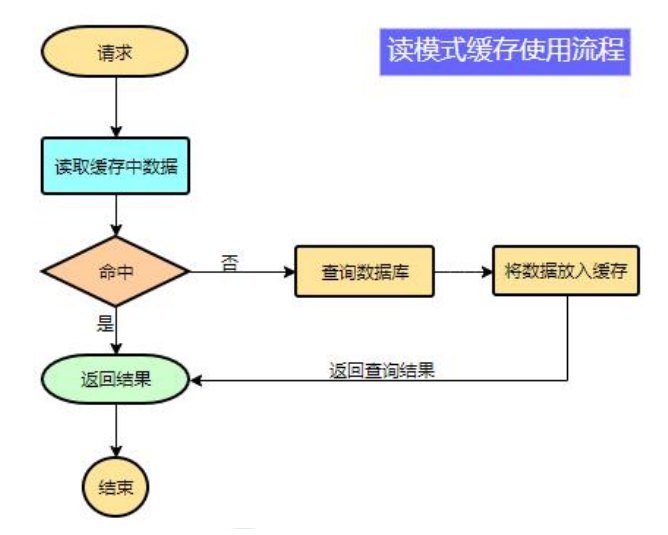 读模式缓存使用流程
请求
读取缓存中数据
命中
否
查询数据库
将数据放入缓存
是
返回查询结果
返回结果
结束